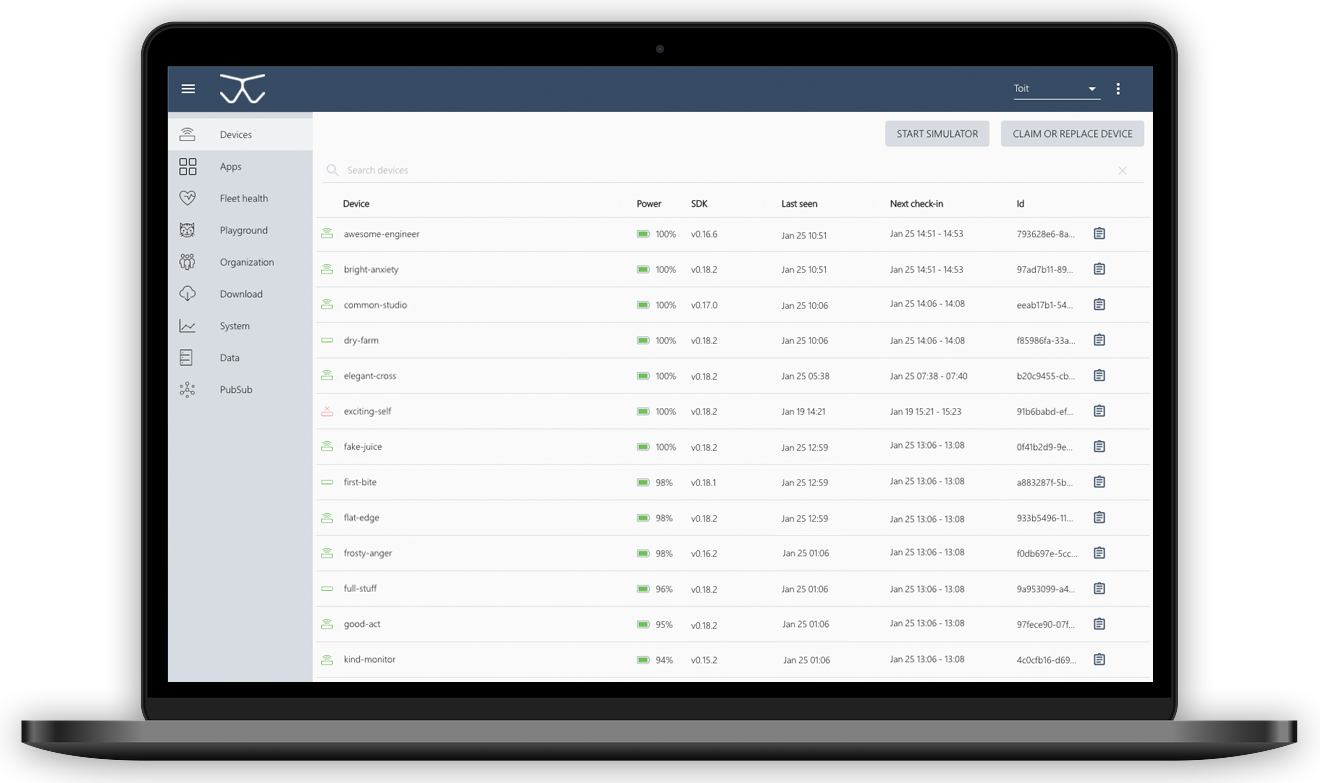 Toit
Devices
START SIMULATOR
CLAIM OR REPLACE DEVICE
Apps
Fleet health
Playground
Organization
Download
System
Data
PubSub
Search devices
Device Power SDK Last seen Next check-in Id
awesome-engineer 100% v0.16.6 Jan 25 10:51 Jan 25 14:51 - 14:53 793628e6-8a...
bright-anxiety 100% v0.18.2 Jan 25 10:51 Jan 25 14:51 - 14:53 97ad7b11-89...
common-studio 100% v0.17.0 Jan 25 10:06 Jan 25 14:06 - 14:08 eeab17b1-54...
dry-farm 100% v0.18.2 Jan 25 10:06 Jan 25 14:06 - 14:08 f85986fa-33a...
elegant-cross 100% v0.18.2 Jan 25 05:38 Jan 25 07:38 - 07:40 b20c9455-cb...
exciting-self 100% v0.18.2 Jan 19 14:21 Jan 19 15:21 - 15:23 91b6babd-ef...
fake-juice 100% v0.18.2 Jan 25 12:59 Jan 25 13:06 - 13:08 0f41b2d9-9e...
first-bite 98% v0.18.1 Jan 25 12:59 Jan 25 13:06 - 13:08 a883287f-5b...
flat-edge 98% v0.18.2 Jan 25 12:59 Jan 25 13:06 - 13:08 933b5496-11...
frosty-anger 98% v0.16.2 Jan 25 01:06 Jan 25 13:06 - 13:08 f0db697e-5cc...
full-stuff 96% v0.18.2 Jan 25 01:06 Jan 25 13:06 - 13:08 9a953099-a4...
good-act 95% v0.18.2 Jan 25 01:06 Jan 25 13:06 - 13:08 97fece90-07f...
kind-monitor 94% v0.15.2 Jan 25 01:06 Jan 25 13:06 - 13:08 4c0cfb16-d69...